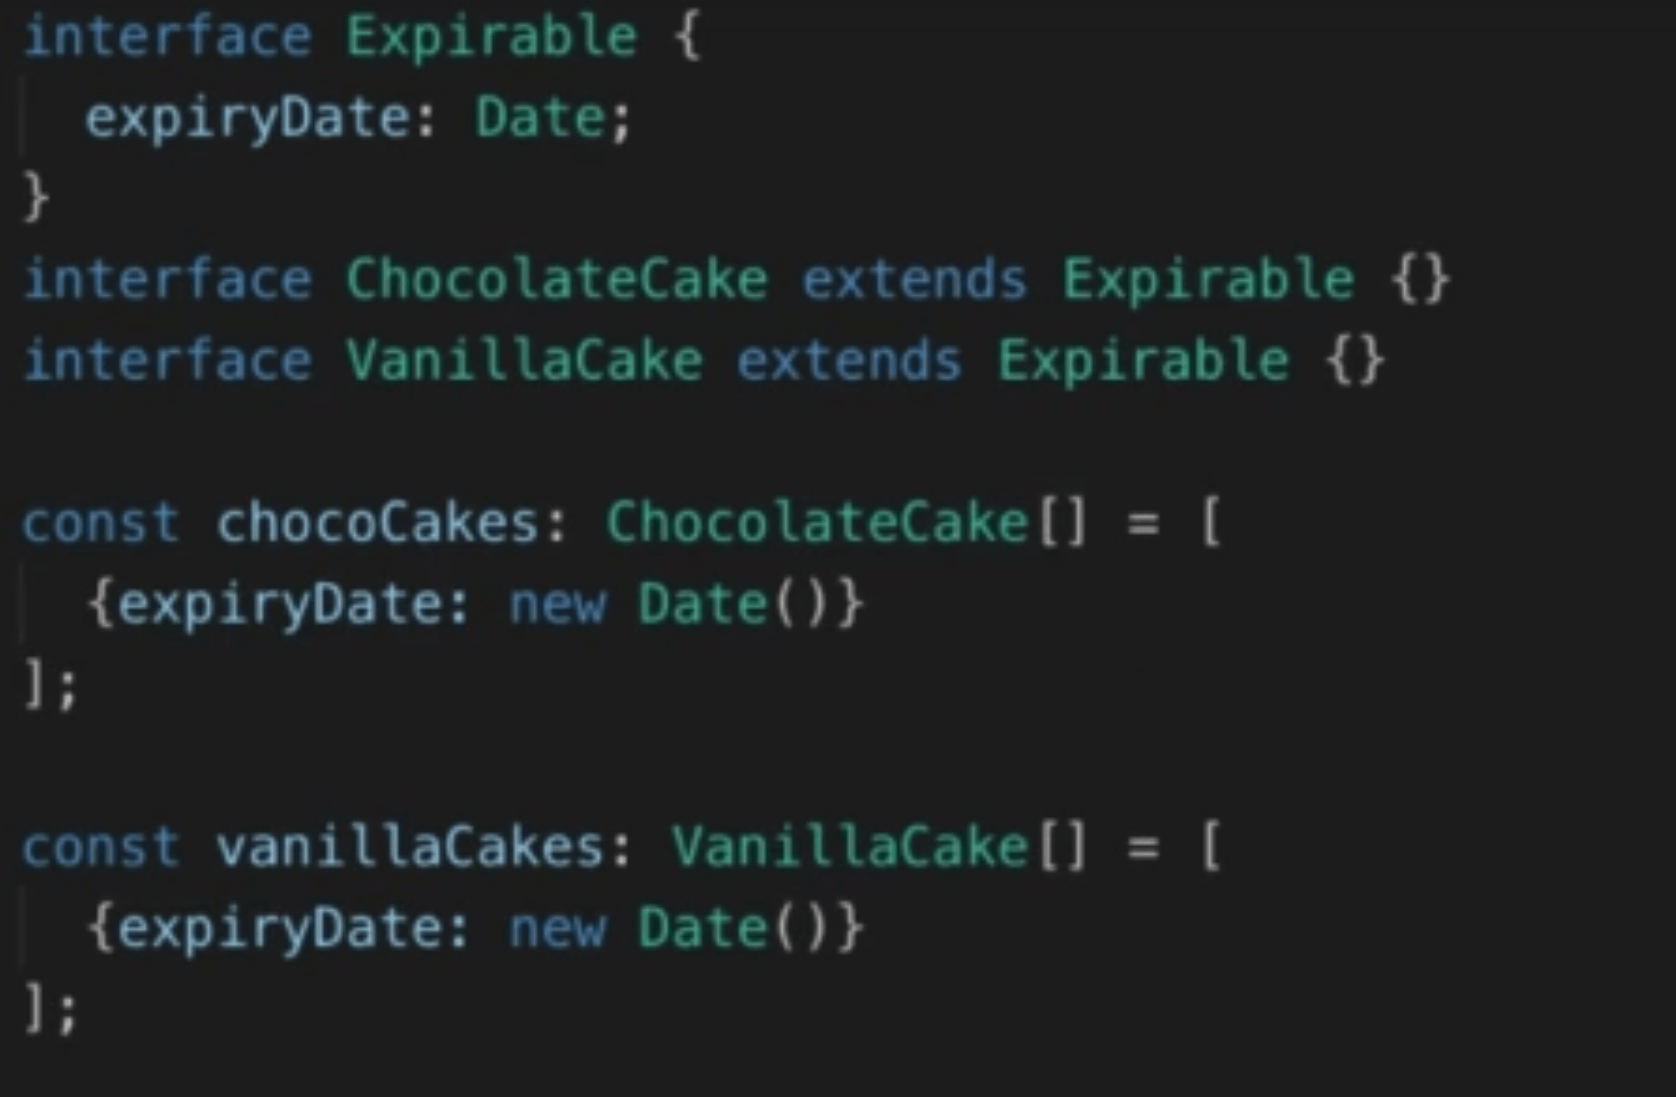 interface Expirable {
  expiryDate: Date;
}
interface ChocolateCake extends Expirable {}
interface VanillaCake extends Expirable {}

const chocoCakes: ChocolateCake[] = [
  {expiryDate: new Date()}
];

const vanillaCakes: VanillaCake[] = [
  {expiryDate: new Date()}
];